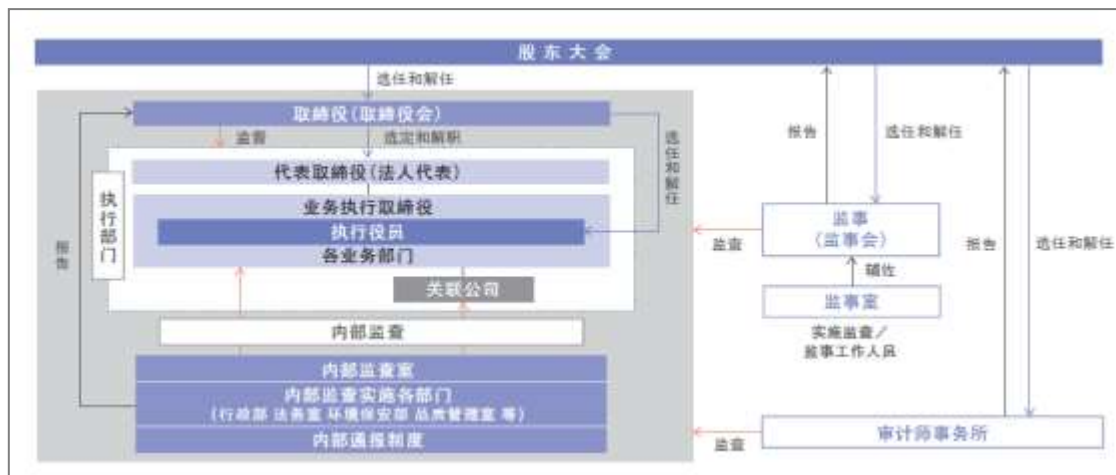 股东大会
选任和解任
取缔役(取缔役会)
监督
选定和解职
代表取缔役(法人代表)
业务执行取缔役
执行役员
各业务部门
关联公司
执行部门
报告
选任和解任
内部监查
内部监查室
内部监查实施各部门
(行政部 法务室 环境保安部 品质管理室 等)
内部通报制度
报告
选任和解任
监查
监事
(监事会)
辅佐
监事室
实施监查／
监事工作人员
报告
选任和解任
监查
审计师事务所